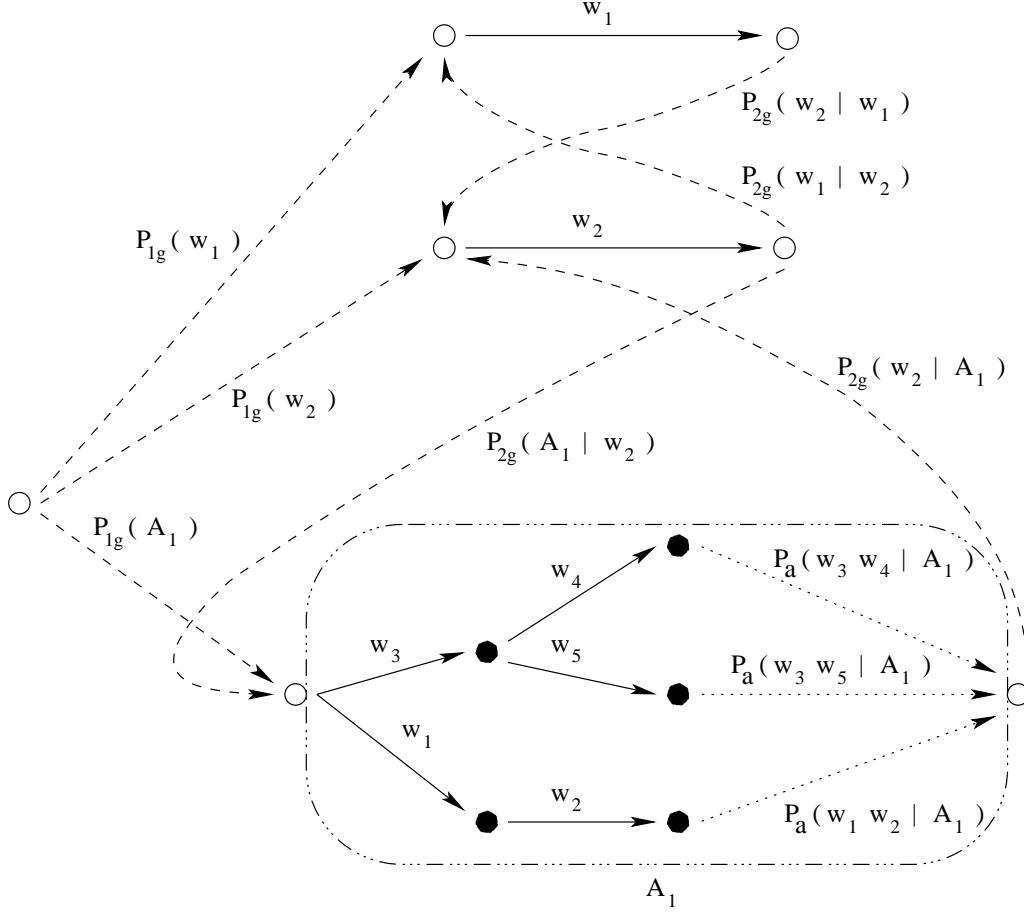 w1
P2g( w2 | w1 )
P2g( w1 | w2 )
w2
P1g( w1 )
P2g( w2 | A1 )
P1g( w2 )
P2g( A1 | w2 )
P1g( A1 )
Pa( w3 w4 | A1 )
w4
w3
w5
Pa( w3 w5 | A1 )
w1
w2
Pa( w1 w2 | A1 )
A1